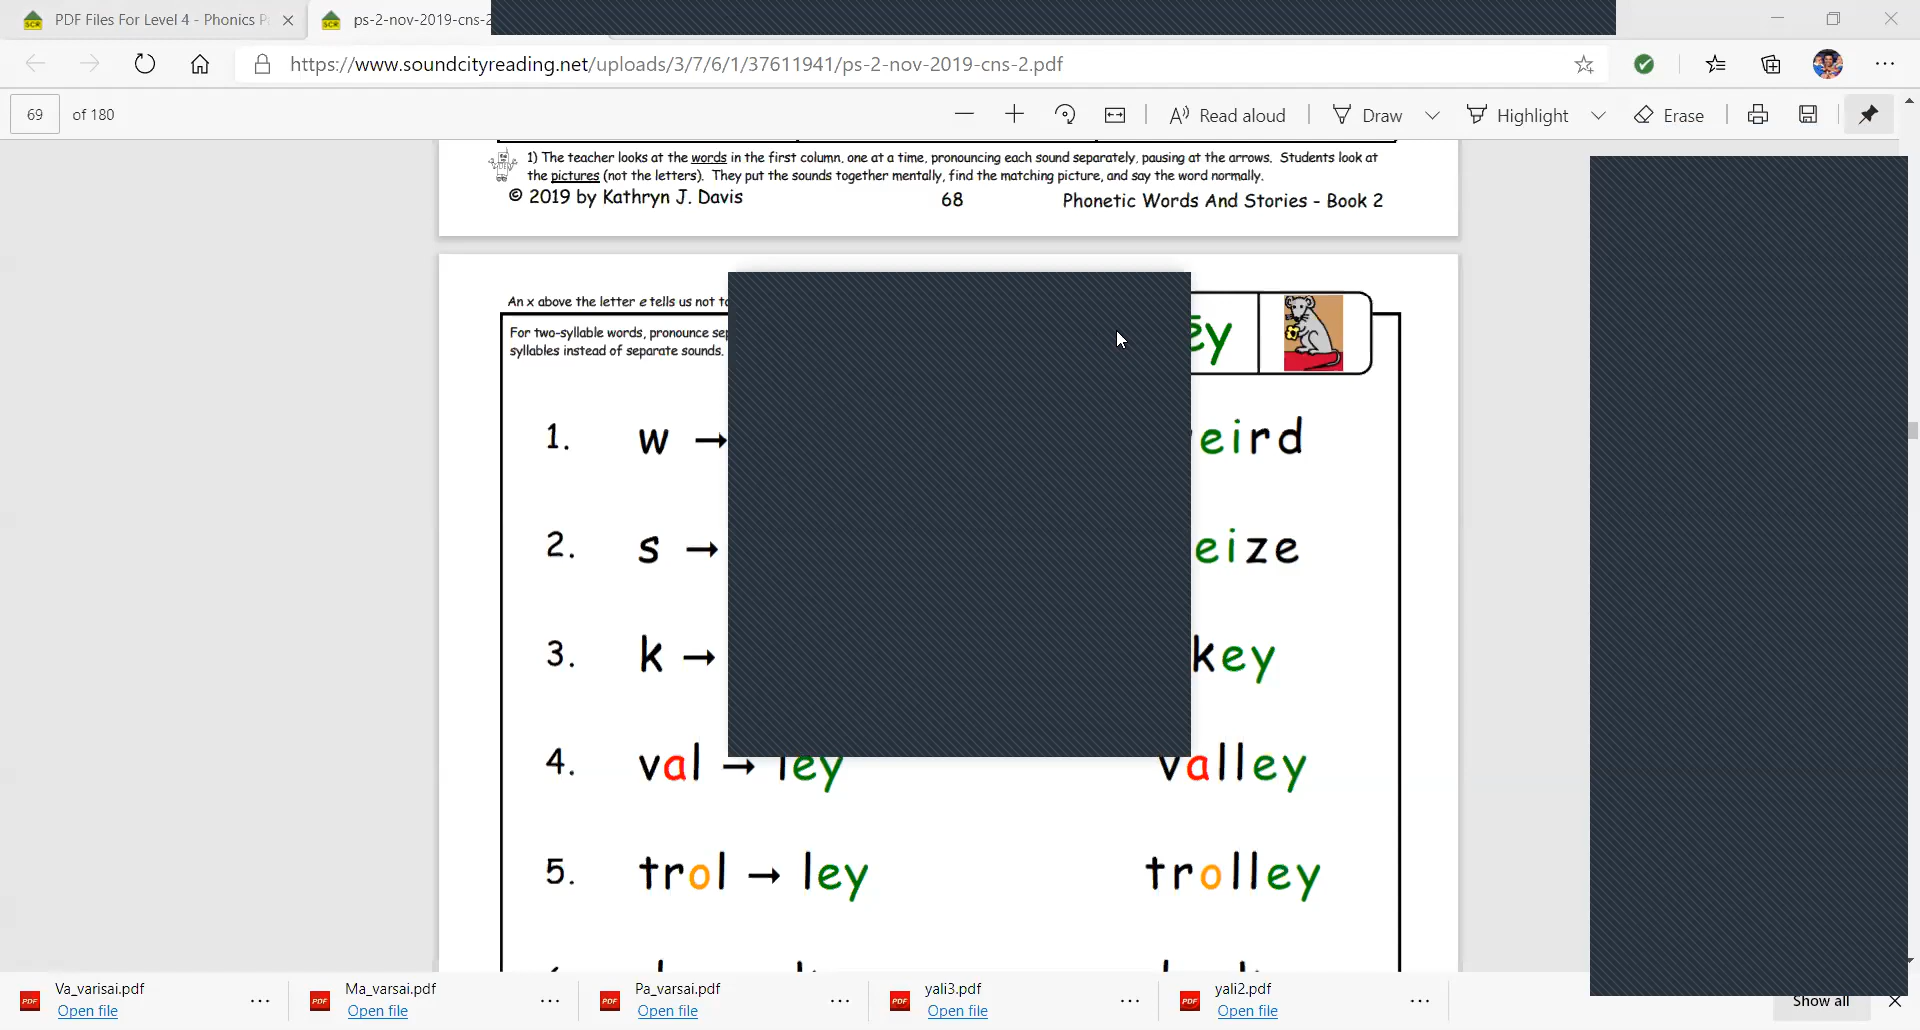 PDF Files For Level 4 - Phonics P
ps-2-nov-2019-cns-2
https://www.soundcityreading.net/uploads/3/7/6/1/37611941/ps-2-nov-2019-cns-2.pdf
69 of 180 Read aloud Draw Highlight Erase
1) The teacher looks at the words in the first column, one at a time, pronouncing each sound separately, pausing at the arrows. Students look at
the pictures (not the letters). They put the sounds together mentally, find the matching picture, and say the word normally.
© 2019 by Kathryn J. Davis 68 Phonetic Words And Stories - Book 2
An x above the letter e tells us not to
For two-syllable words, pronounce
syllables instead of separate sounds.
ēy
1. w → eird
2. s → eize
3. k → key
4. val → ley valley
5. trol → ley trolley
Va_varisai.pdf
Open file
Ma_varsai.pdf
Open file
Pa_varsai.pdf
Open file
yali3.pdf
Open file
yali2.pdf
Open file
Show all